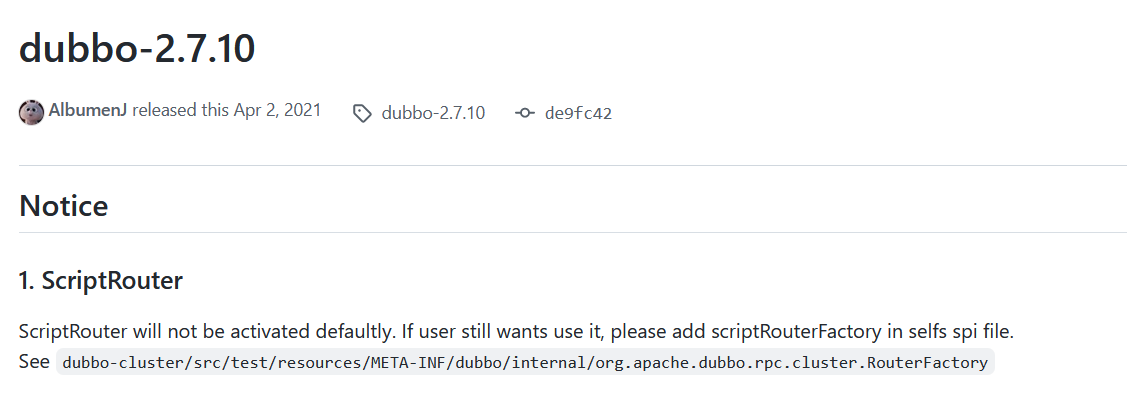 dubbo-2.7.10
AlbumenJ released this Apr 2, 2021 dubbo-2.7.10 de9fc42
Notice
1. ScriptRouter
ScriptRouter will not be activated defaultly. If user still wants use it, please add scriptRouterFactory in selfs spi file.
See dubbo-cluster/src/test/resources/META-INF/dubbo/internal/org.apache.dubbo.rpc.cluster.RouterFactory